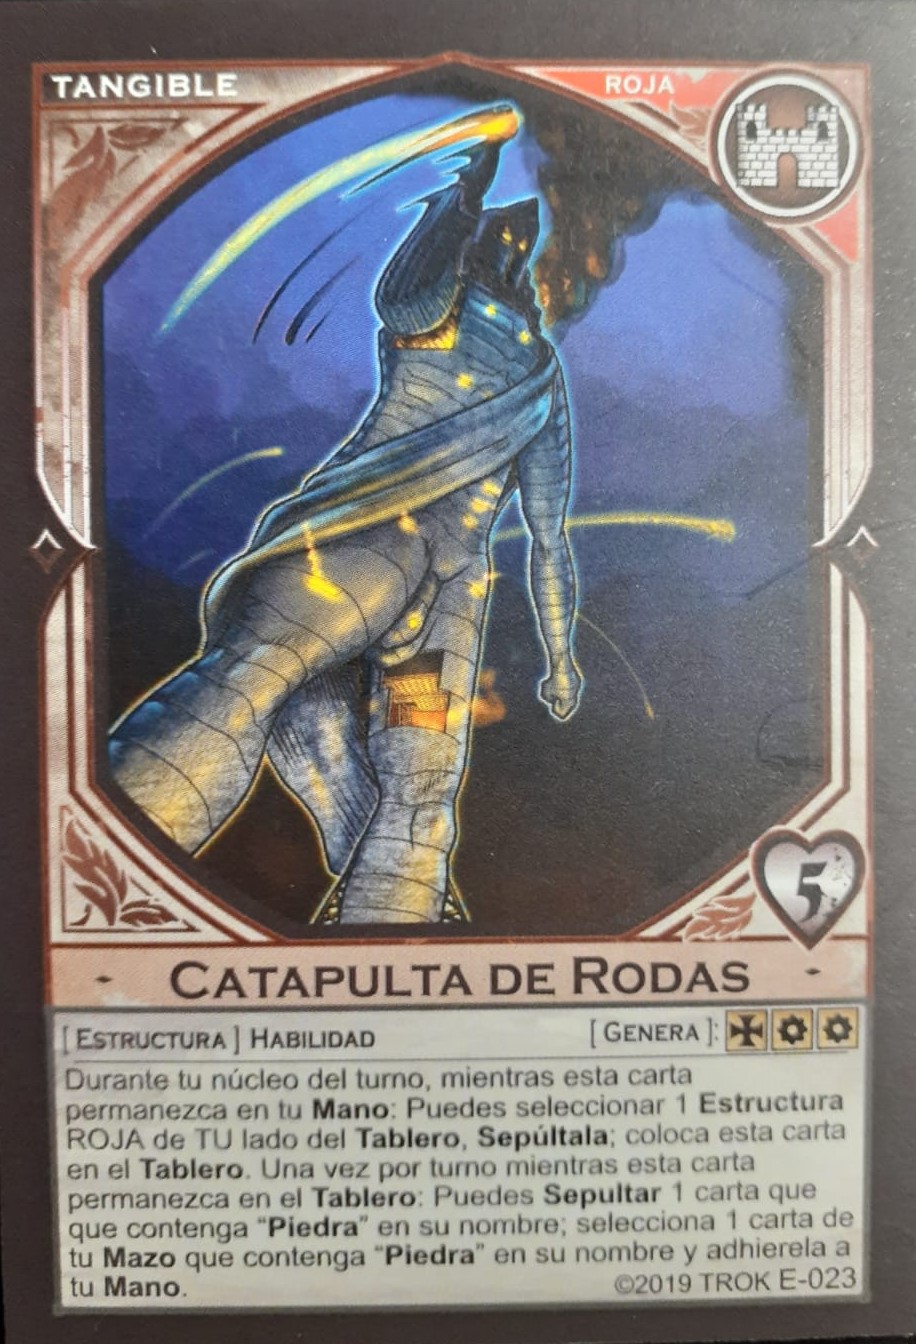 TANGIBLE
ROJA
5
CATAPULTA DE RODAS
[ESTRUCTURA] HABILIDAD [GENERA]:
Durante tu núcleo del turno, mientras esta carta
permanezca en tu Mano: Puedes seleccionar 1 Estructura
ROJA de TU lado del Tablero, Sepúltala; coloca esta carta
en el Tablero. Una vez por turno mientras esta carta
permanezca en el Tablero: Puedes Sepultar 1 carta que
que contenga “Piedra” en su nombre; selecciona 1 carta de
tu Mazo que contenga “Piedra” en su nombre y adhierela a
tu Mano. ©2019 TROK E-023